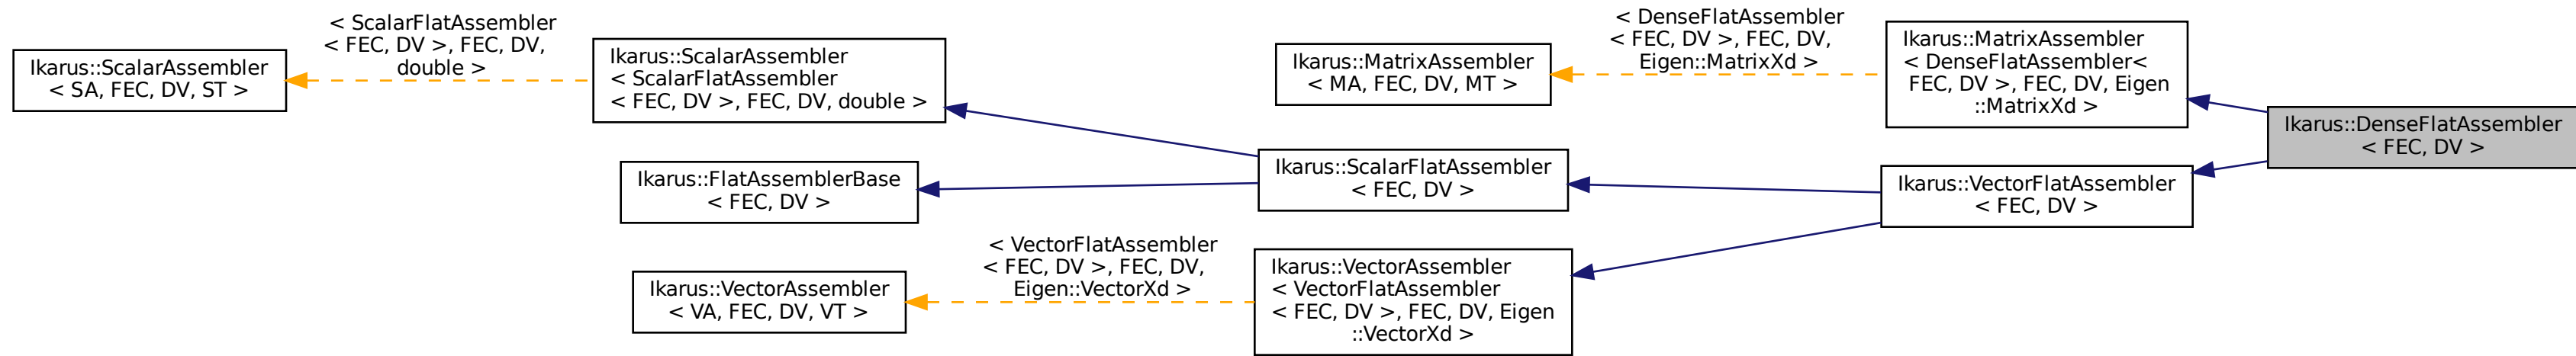 Ikarus::ScalarAssembler
< SA, FEC, DV, ST >
< ScalarFlatAssembler
< FEC, DV >, FEC, DV,
double >
Ikarus::ScalarAssembler
< ScalarFlatAssembler
< FEC, DV >, FEC, DV, double >
Ikarus::FlatAssemblerBase
< FEC, DV >
Ikarus::VectorAssembler
< VA, FEC, DV, VT >
< VectorFlatAssembler
< FEC, DV >, FEC, DV,
Eigen::VectorXd >
Ikarus::MatrixAssembler
< MA, FEC, DV, MT >
Ikarus::ScalarFlatAssembler
< FEC, DV >
Ikarus::VectorAssembler
< VectorFlatAssembler
< FEC, DV >, FEC, DV, Eigen
::VectorXd >
< DenseFlatAssembler
< FEC, DV >, FEC, DV,
Eigen::MatrixXd >
Ikarus::MatrixAssembler
< DenseFlatAssembler<
FEC, DV >, FEC, DV, Eigen
::MatrixXd >
Ikarus::VectorFlatAssembler
< FEC, DV >
Ikarus::DenseFlatAssembler
< FEC, DV >